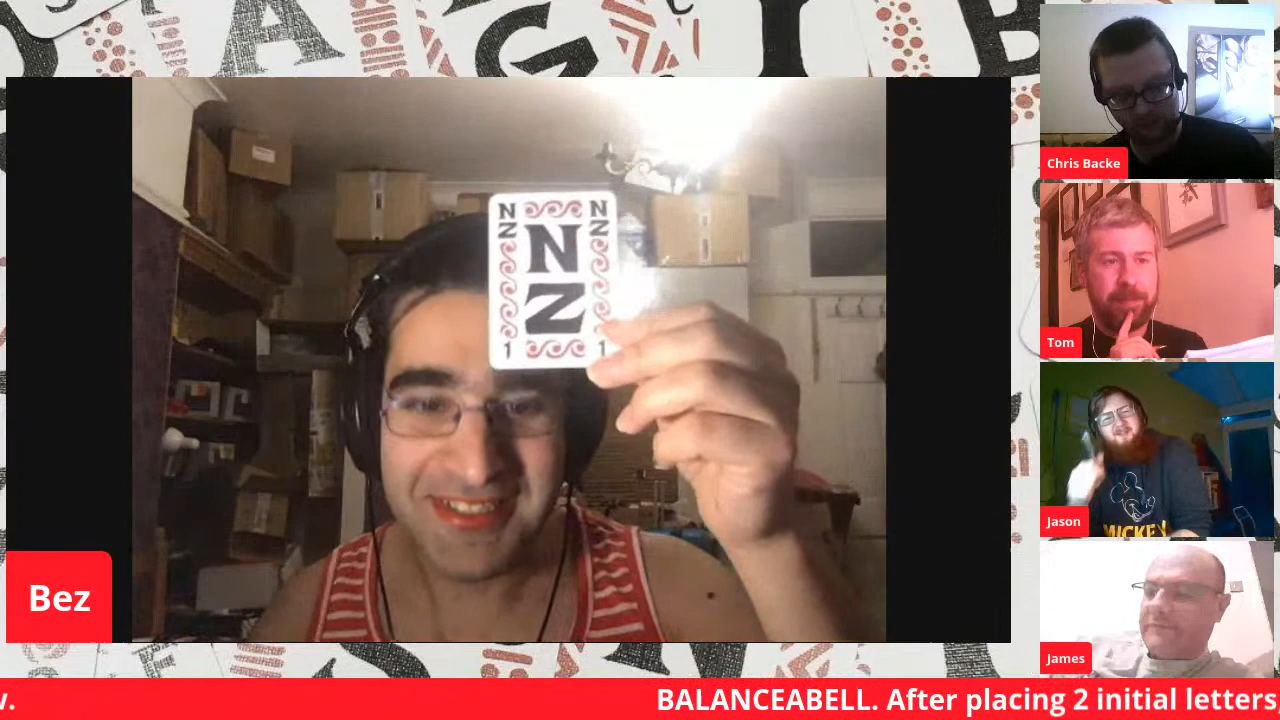 A G I B
Chris Backe
N N
Z Z
N
Z
1 1
Tom
Jason
MICKEY
James
Bez
v.
BALANCEABELL. After placing 2 initial letters,